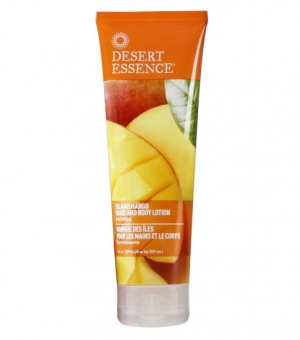 DESERT
ESSENCE®
ISLAND MANGO
HAND AND BODY LOTION
MANGUE DES ÎLES
POUR LES MAINS ET LE CORPS